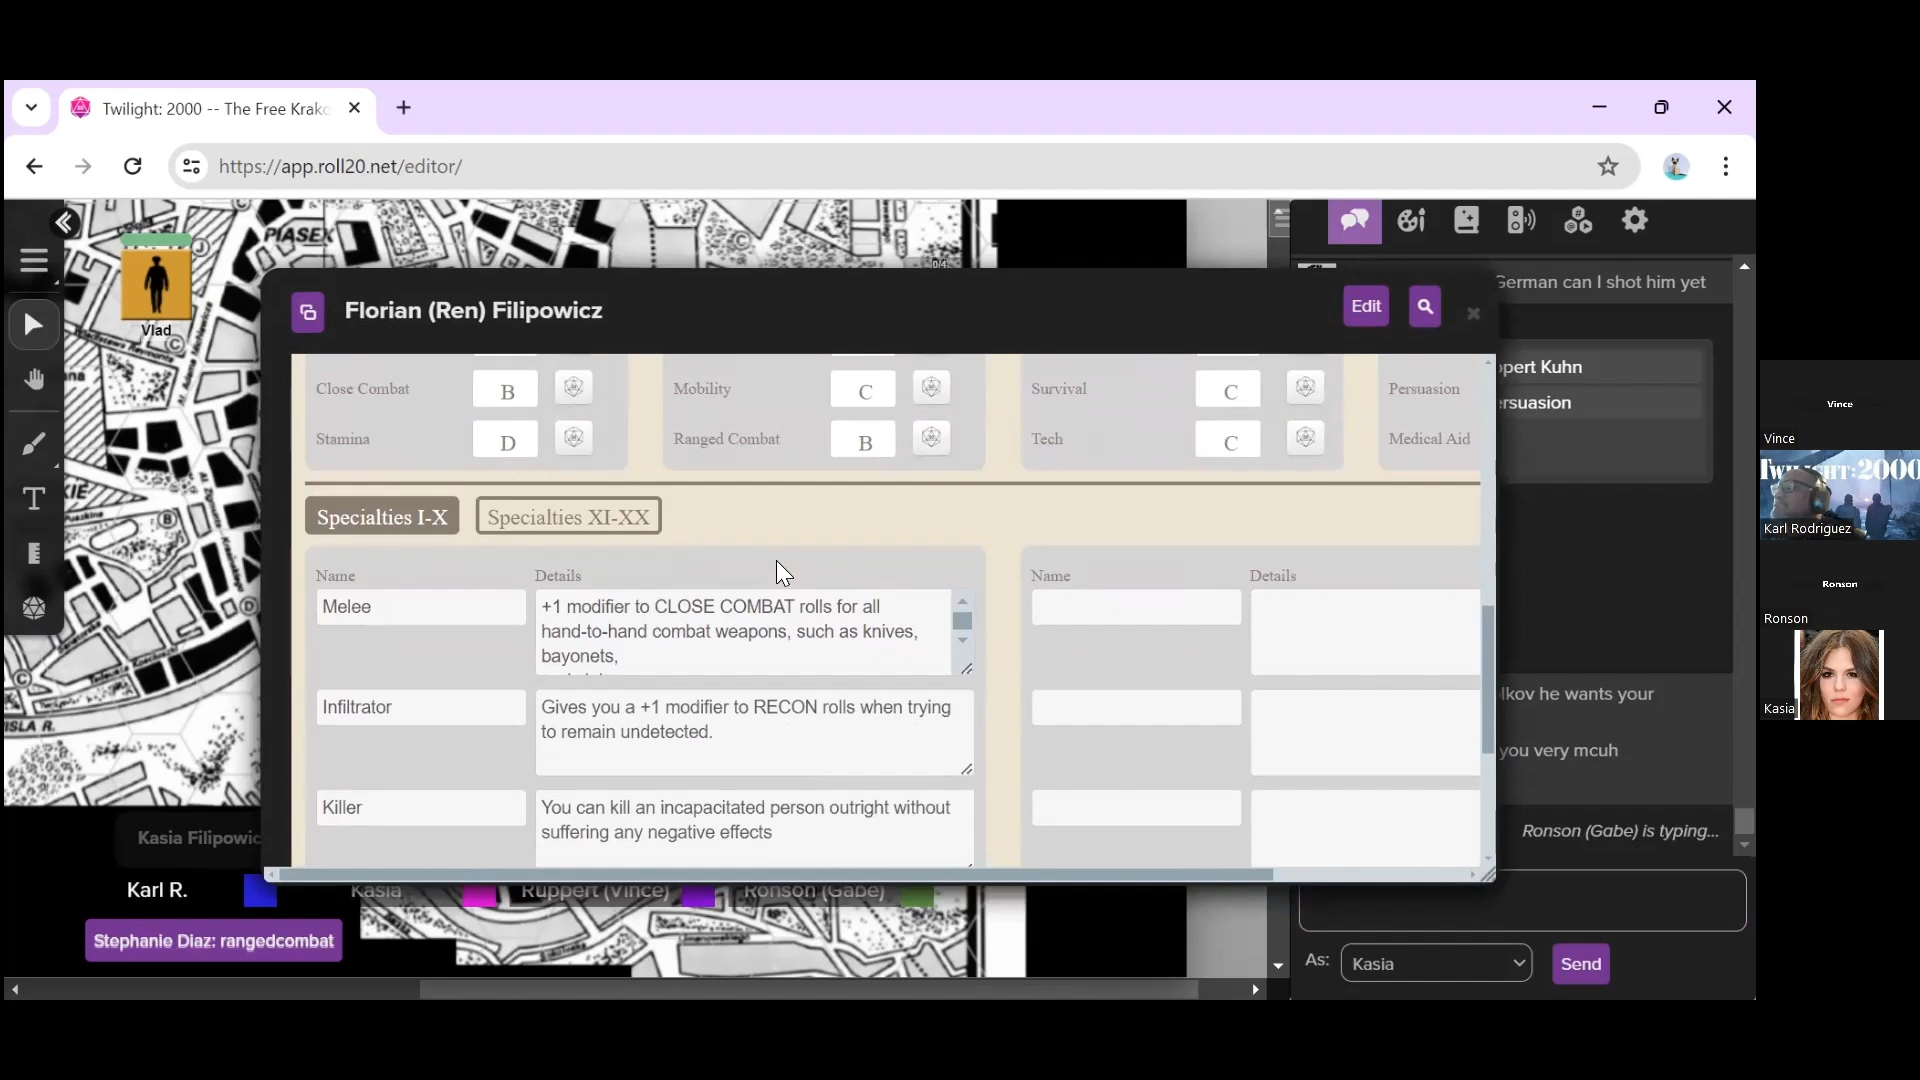 Twilight: 2000 -- The Free Krako
https://app.roll20.net/editor/
PIASEK
Vlad
0/4
Florian (Ren) Filipowicz
Edit
German can I shot him yet
Close Combat
B
Mobility
C
Survival
C
Persuasion
Stamina
D
Ranged Combat
B
Tech
C
Medical Aid
Specialties I-X
Specialties XI-XX
Name
Details
Name
Details
Melee
+1 modifier to CLOSE COMBAT rolls for all
hand-to-hand combat weapons, such as knives,
bayonets,
Infiltrator
Gives you a +1 modifier to RECON rolls when trying
to remain undetected.
Killer
You can kill an incapacitated person outright without
suffering any negative effects
pert Kuhn
rsuasion
lkov he wants your
you very mcuh
Ronson (Gabe) is typing...
As:
Kasia
Send
Kasia Filipowic
Karl R.
Kasia
Ruppert (Vince)
Ronson (Gabe)
Stephanie Diaz: rangedcombat
ISLA R.
Vince
Vince
TWILIGHT:2000
Karl Rodriguez
Ronson
Ronson
Kasia